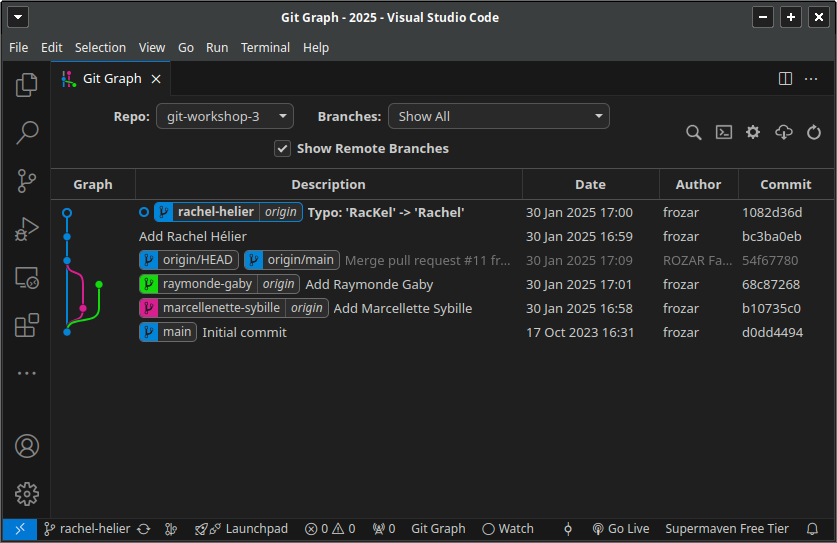 Git Graph - 2025 - Visual Studio Code
File Edit Selection View Go Run Terminal Help
Git Graph
Repo: git-workshop-3 Branches: Show All
Show Remote Branches
Graph Description Date Author Commit
rachel-helier origin Typo: 'RacKel' -> 'Rachel' 30 Jan 2025 17:00 frozar 1082d36d
Add Rachel Hélier 30 Jan 2025 16:59 frozar bc3ba0eb
origin/HEAD origin/main Merge pull request #11 fr... 30 Jan 2025 17:09 ROZAR Fa... 54f67780
raymonde-gaby origin Add Raymonde Gaby 30 Jan 2025 17:01 frozar 68c87268
marcellenette-sybille origin Add Marcellette Sybille 30 Jan 2025 16:58 frozar b10735c0
main Initial commit 17 Oct 2023 16:31 frozar d0dd4494
rachel-helier Launchpad 0 0 0 Git Graph Watch Go Live Supermaven Free Tier